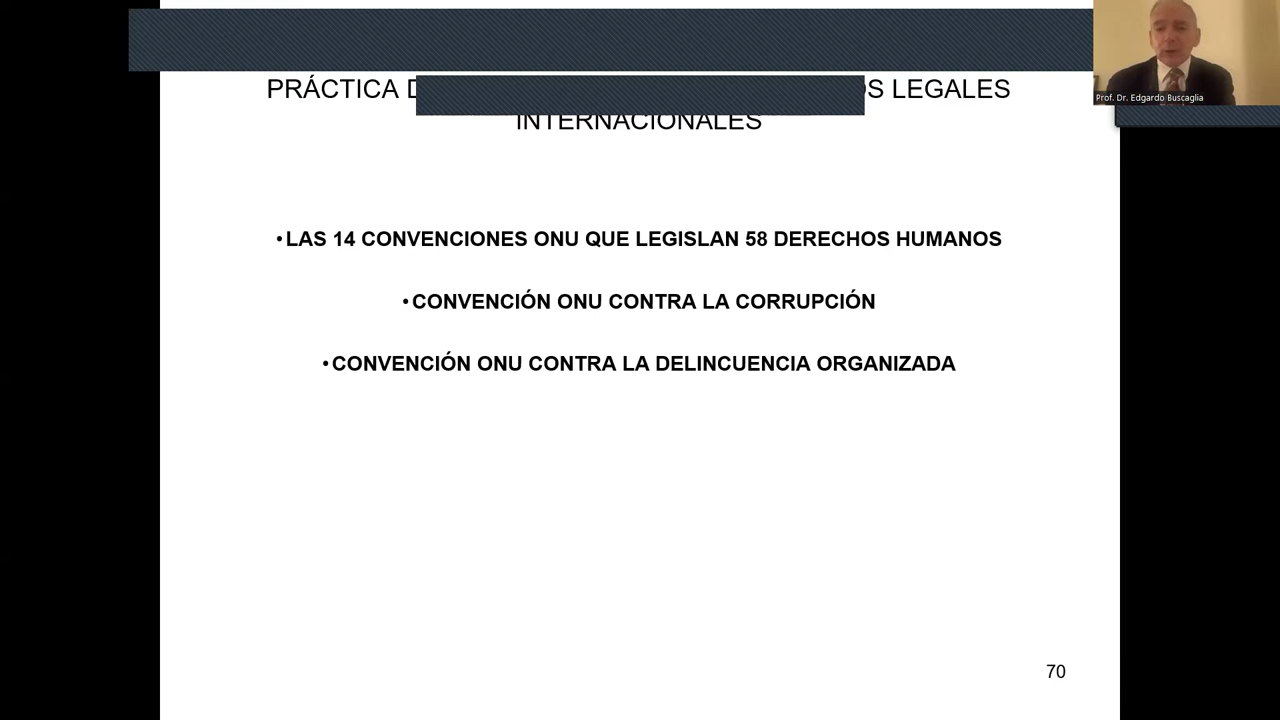 PRÁCTICA LEGALES
INTERNACIONALES
•LAS 14 CONVENCIONES ONU QUE LEGISLAN 58 DERECHOS HUMANOS
•CONVENCIÓN ONU CONTRA LA CORRUPCIÓN
•CONVENCIÓN ONU CONTRA LA DELINCUENCIA ORGANIZADA
70
Prof. Dr. Edgardo Buscaglia